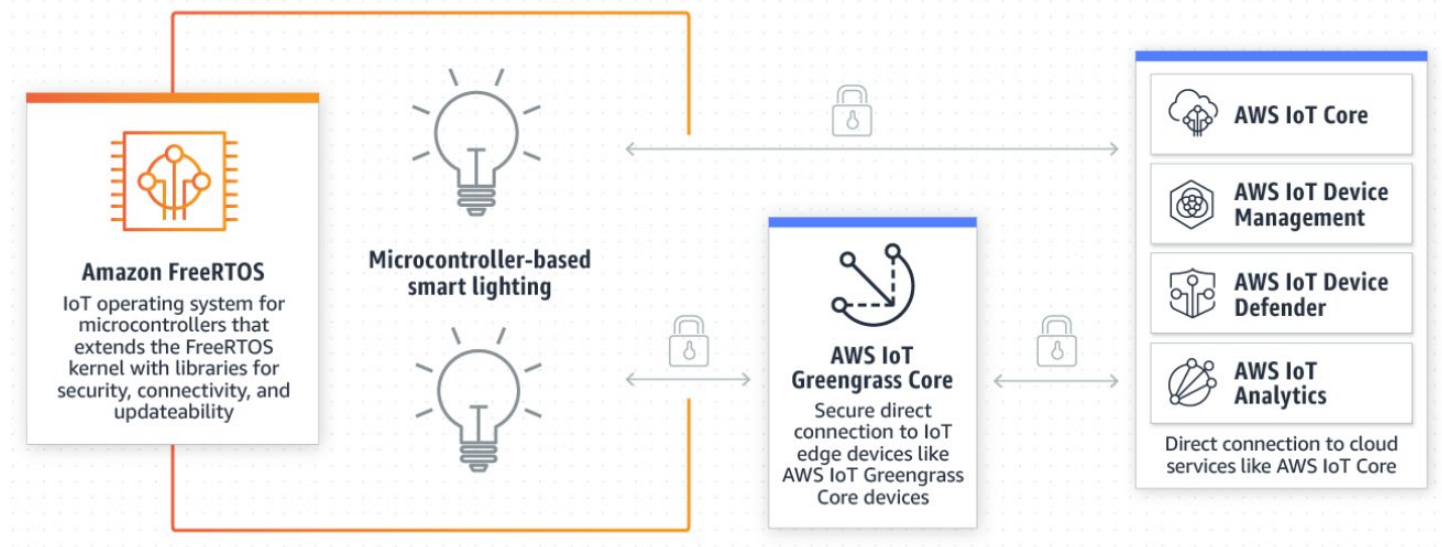 Amazon FreeRTOS
IoT operating system for
microcontrollers that
extends the FreeRTOS
kernel with libraries for
security, connectivity, and
updateability
Microcontroller-based
smart lighting
AWS IoT
Greengrass Core
Secure direct
connection to IoT
edge devices like
AWS IoT Greengrass
Core devices
AWS IoT Core
AWS IoT Device
Management
AWS IoT Device
Defender
AWS IoT
Analytics
Direct connection to cloud
services like AWS IoT Core